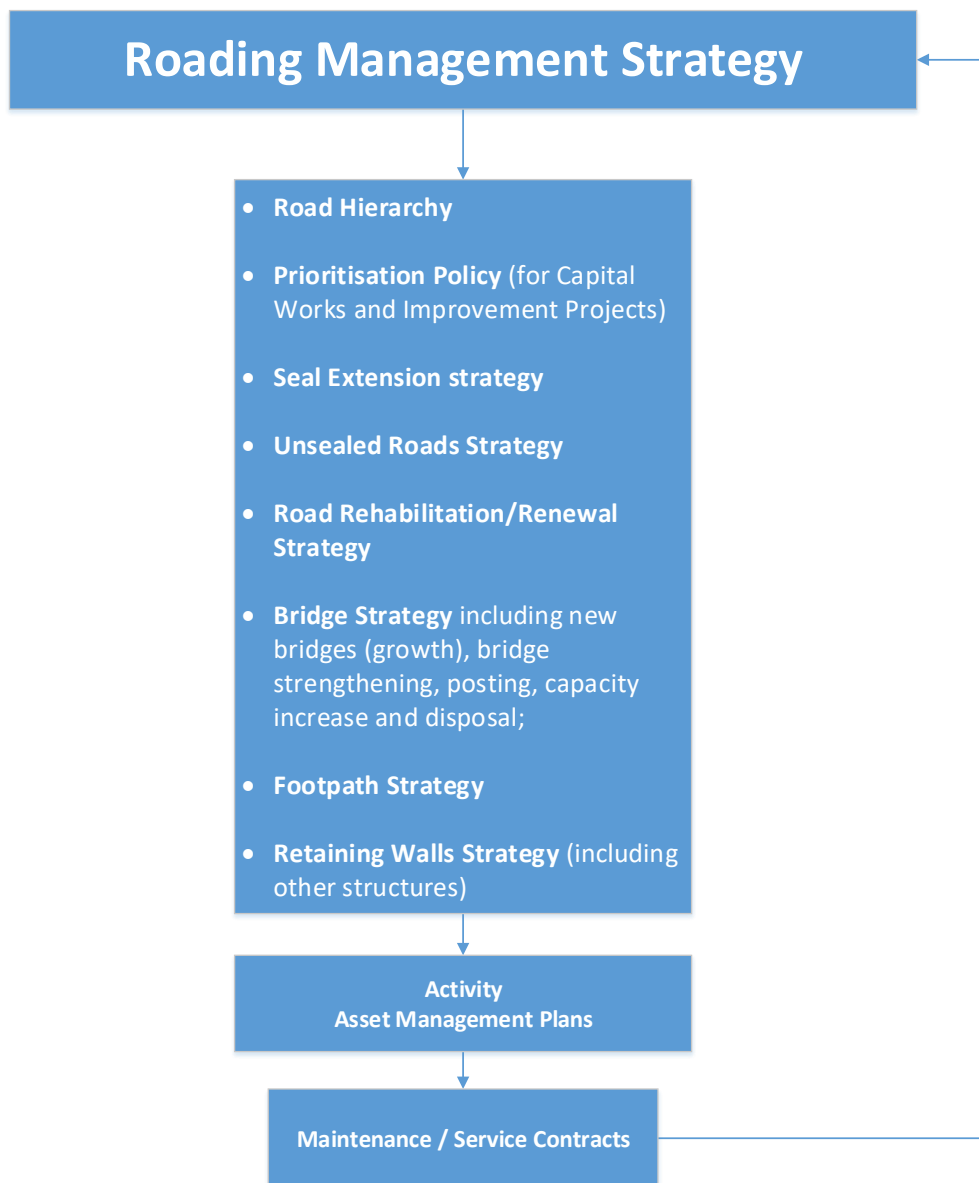 Roading Management Strategy
• Road Hierarchy
• Prioritisation Policy (for Capital
Works and Improvement Projects)
• Seal Extension strategy
• Unsealed Roads Strategy
• Road Rehabilitation/Renewal
Strategy
• Bridge Strategy including new
bridges (growth), bridge
strengthening, posting, capacity
increase and disposal;
• Footpath Strategy
• Retaining Walls Strategy (including
other structures)
Activity
Asset Management Plans
Maintenance / Service Contracts